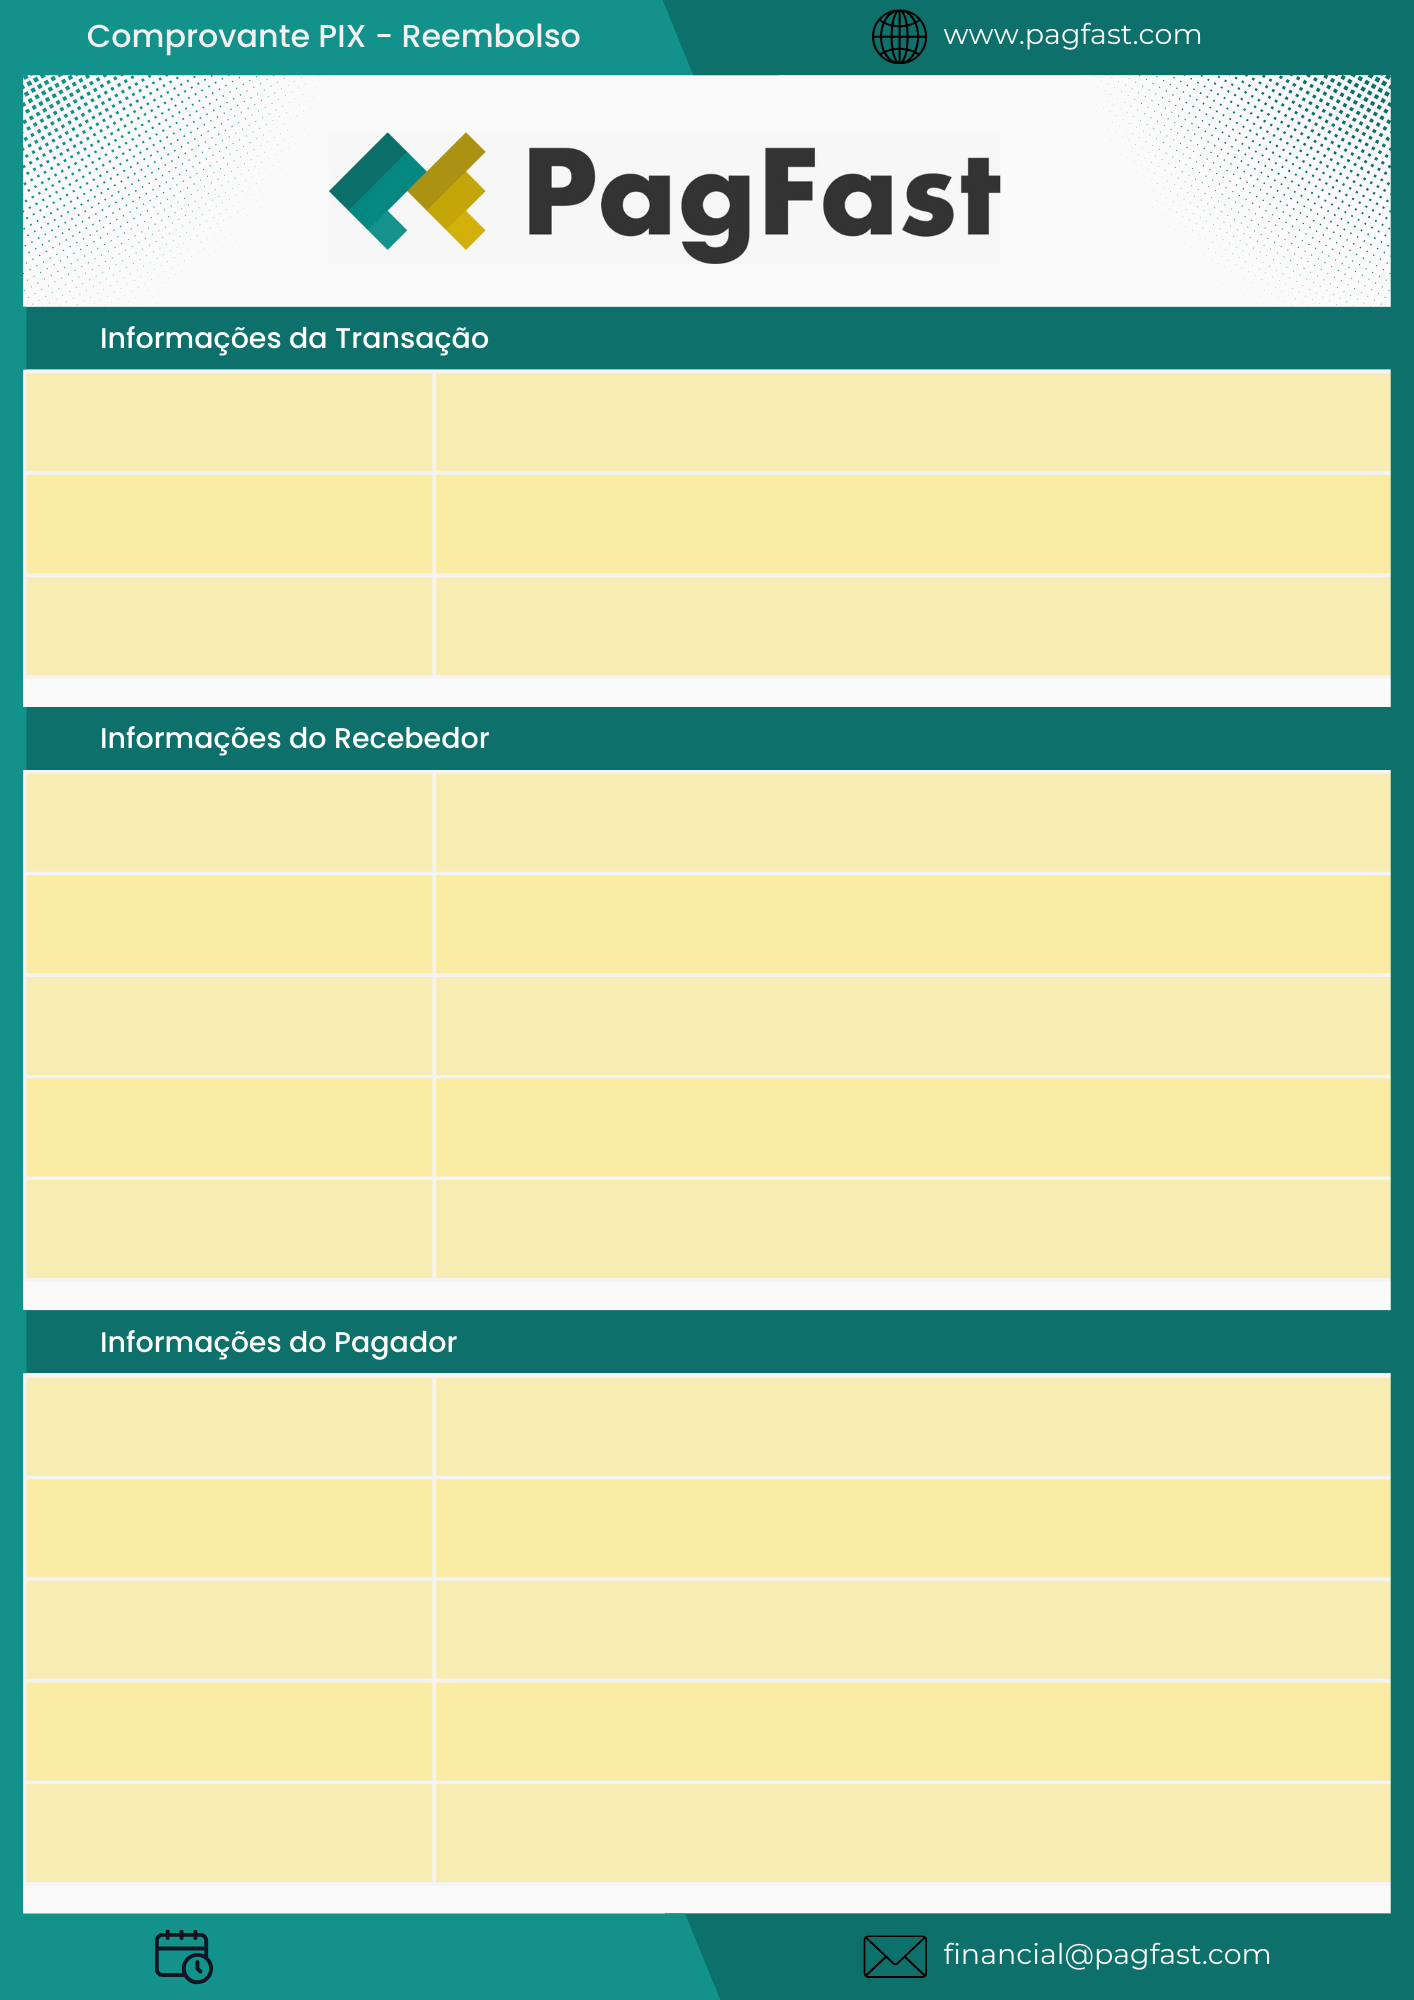 Comprovante PIX - Reembolso
www.pagfast.com
PagFast
Informações da Transação
Informações do Recebedor
Informações do Pagador
financial@pagfast.com